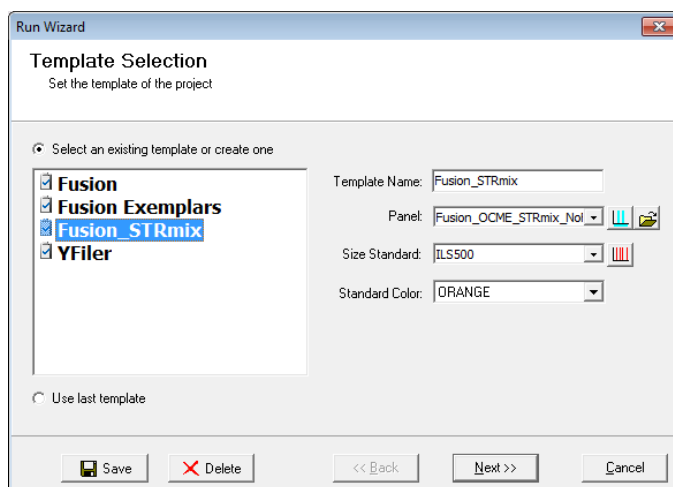 Run Wizard
Template Selection
Set the template of the project
Select an existing template or create one
Fusion
Fusion Exemplars
Fusion_STRmix
YFiler
Template Name: Fusion_STRmix
Panel: Fusion_OCME_STRmix_Nol
Size Standard: ILS500
Standard Color: ORANGE
Use last template
Save Delete << Back Next >> Cancel